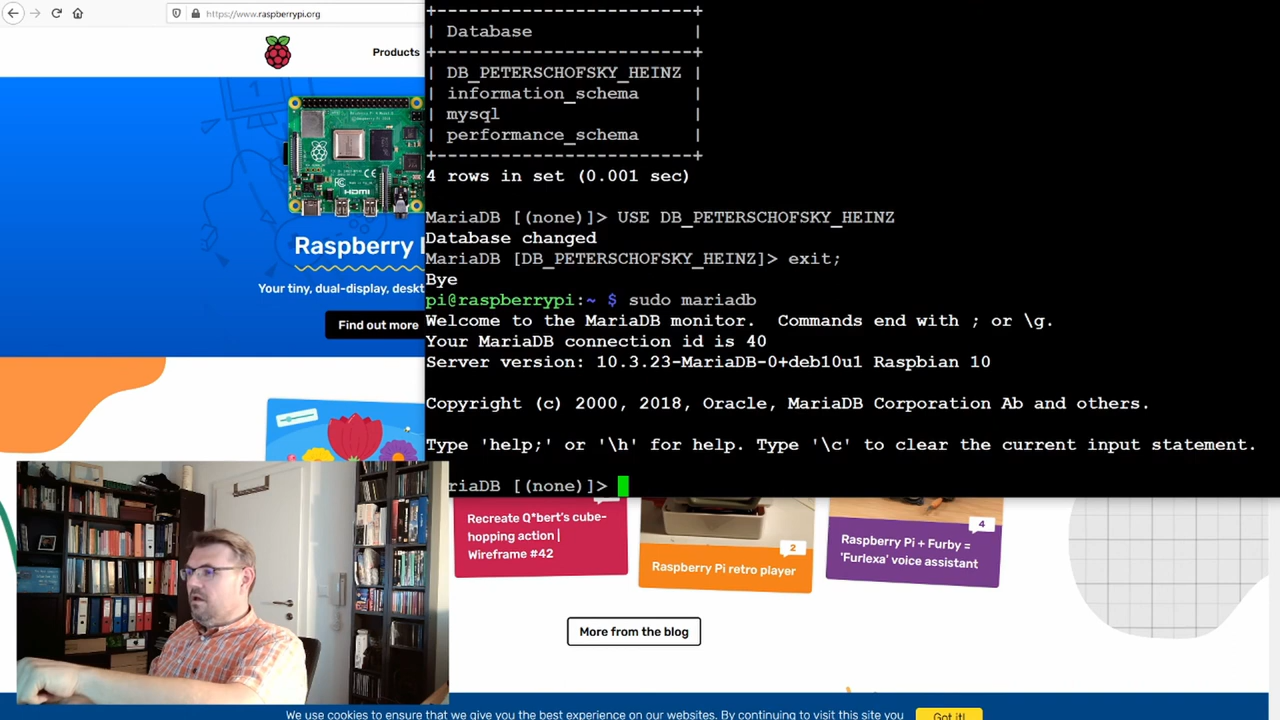 https://www.raspberrypi.org
Products
HDMI
Raspberry
Your tiny, dual-display, deskt
Find out more
+-------------------------+
| Database |
+-------------------------+
| DB_PETERSCHOFSKY_HEINZ |
| information_schema |
| mysql |
| performance_schema |
+-------------------------+
4 rows in set (0.001 sec)
MariaDB [(none)]> USE DB_PETERSCHOFSKY_HEINZ
Database changed
MariaDB [DB_PETERSCHOFSKY_HEINZ]> exit;
Bye
pi@raspberrypi:~ $ sudo mariadb
Welcome to the MariaDB monitor.  Commands end with ; or \g.
Your MariaDB connection id is 40
Server version: 10.3.23-MariaDB-0+deb10u1 Raspbian 10
Copyright (c) 2000, 2018, Oracle, MariaDB Corporation Ab and others.
Type 'help;' or '\h' for help. Type '\c' to clear the current input statement.
riaDB [(none)]>
Recreate Q*bert's cube-
hopping action |
Wireframe #42
2
Raspberry Pi retro player
4
Raspberry Pi + Furby =
'Furlexa' voice assistant
More from the blog
We use cookies to ensure that we give you the best experience on our websites. By continuing to visit this site you
Got it!